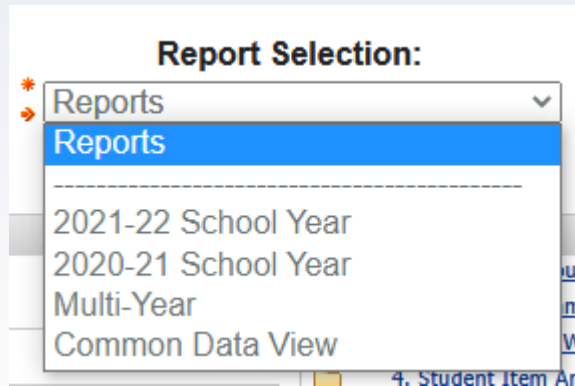 Report Selection:
Reports
Reports
--------------------------------------------
2021-22 School Year
2020-21 School Year
Multi-Year
Common Data View
4. Student Item